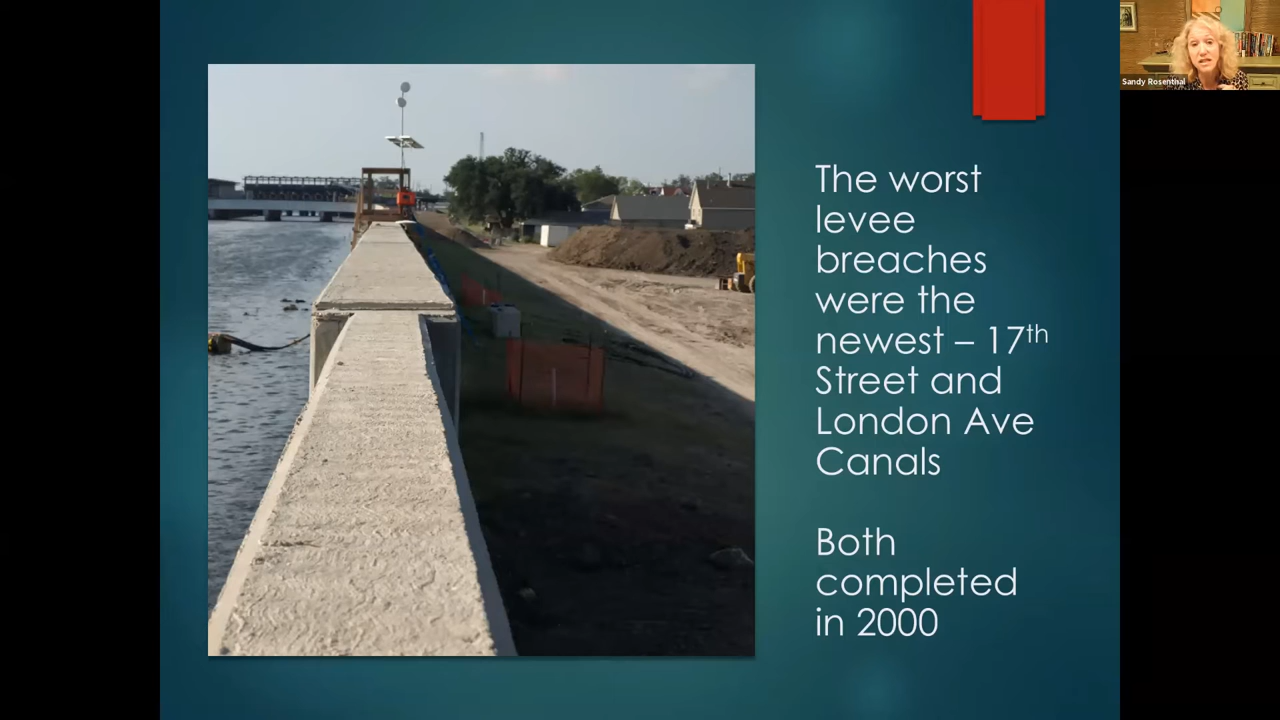 Sandy Rosenthal
The worst
levee
breaches
were the
newest – 17th
Street and
London Ave
Canals
Both
completed
in 2000